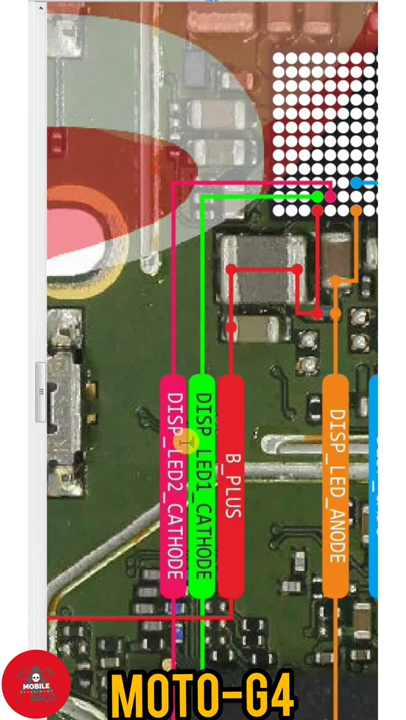 DISP_LED2_CATHODE
DISP_LED1_CATHODE
B_PLUS
DISP_LED_ANODE
MOBILE
MOTO-G4